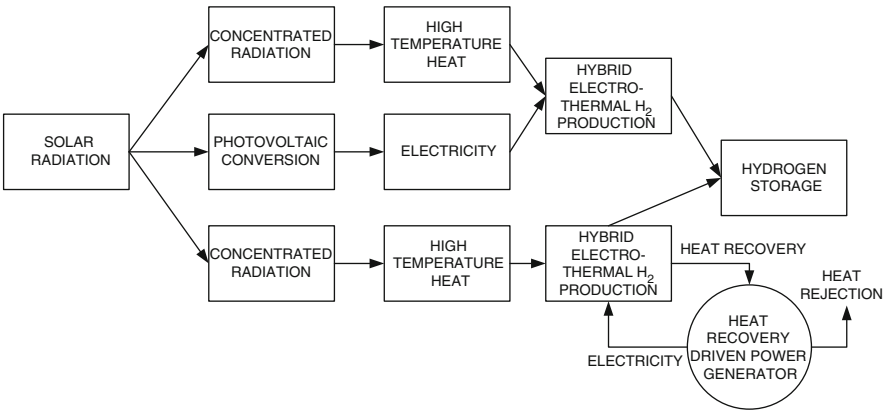 CONCENTRATED
RADIATION
HIGH
TEMPERATURE
HEAT
HYBRID
ELECTRO-
THERMAL H2
PRODUCTION
SOLAR
RADIATION
PHOTOVOLTAIC
CONVERSION
ELECTRICITY
HYDROGEN
STORAGE
CONCENTRATED
RADIATION
HIGH
TEMPERATURE
HEAT
HYBRID
ELECTRO-
THERMAL H2
PRODUCTION
HEAT RECOVERY
HEAT
REJECTION
ELECTRICITY
HEAT
RECOVERY
DRIVEN POWER
GENERATOR